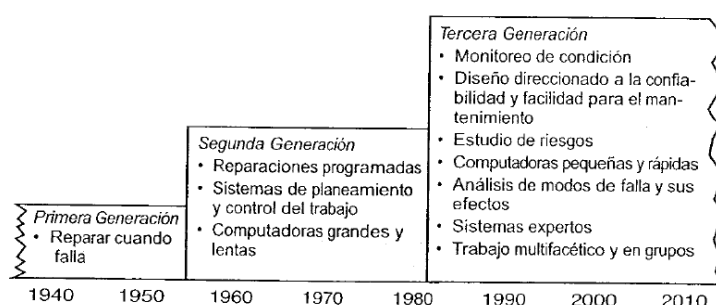 Primera Generación
• Reparar cuando
falla
Segunda Generación
• Reparaciones programadas
• Sistemas de planeamiento
y control del trabajo
• Computadoras grandes y
lentas
Tercera Generación
• Monitoreo de condición
• Diseño direccionado a la confia-
bilidad y facilidad para el man-
tenimiento
• Estudio de riesgos
• Computadoras pequeñas y rápidas
• Análisis de modos de falla y sus
efectos
• Sistemas expertos
• Trabajo multifacético y en grupos
1940 1950 1960 1970 1980 1990 2000 2010